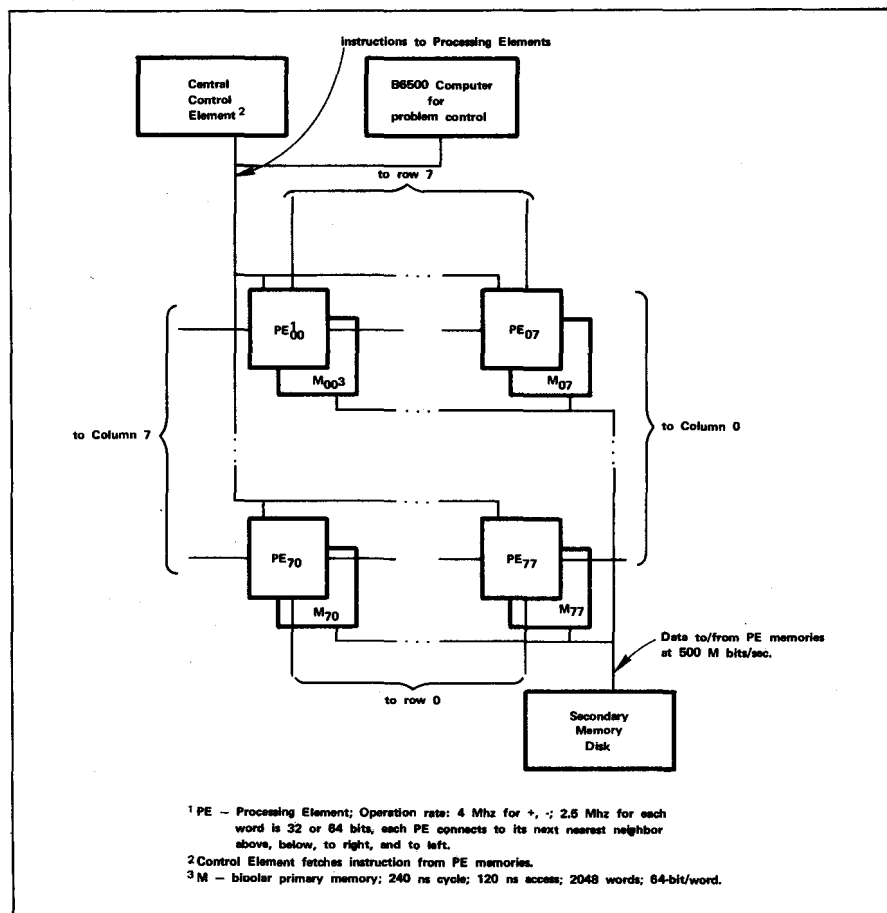 instructions to Processing Elements
Central
Control
Element 2
B6500 Computer
for
problem control
to row 7
. . .
PE 1 00
M00 3
. . .
PE07
M07
. . .
to Column 7
to Column 0
. . .
PE70
M70
. . .
PE77
M77
. . .
Data to/from PE memories
at 500 M bits/sec.
to row 0
Secondary
Memory
Disk
1 PE — Processing Element; Operation rate: 4 Mhz for +, -; 2.5 Mhz for each
word is 32 or 64 bits, each PE connects to its next nearest neighbor
above, below, to right, and to left.
2 Control Element fetches instruction from PE memories.
3 M — bipolar primary memory; 240 ns cycle; 120 ns access; 2048 words; 64-bit/word.